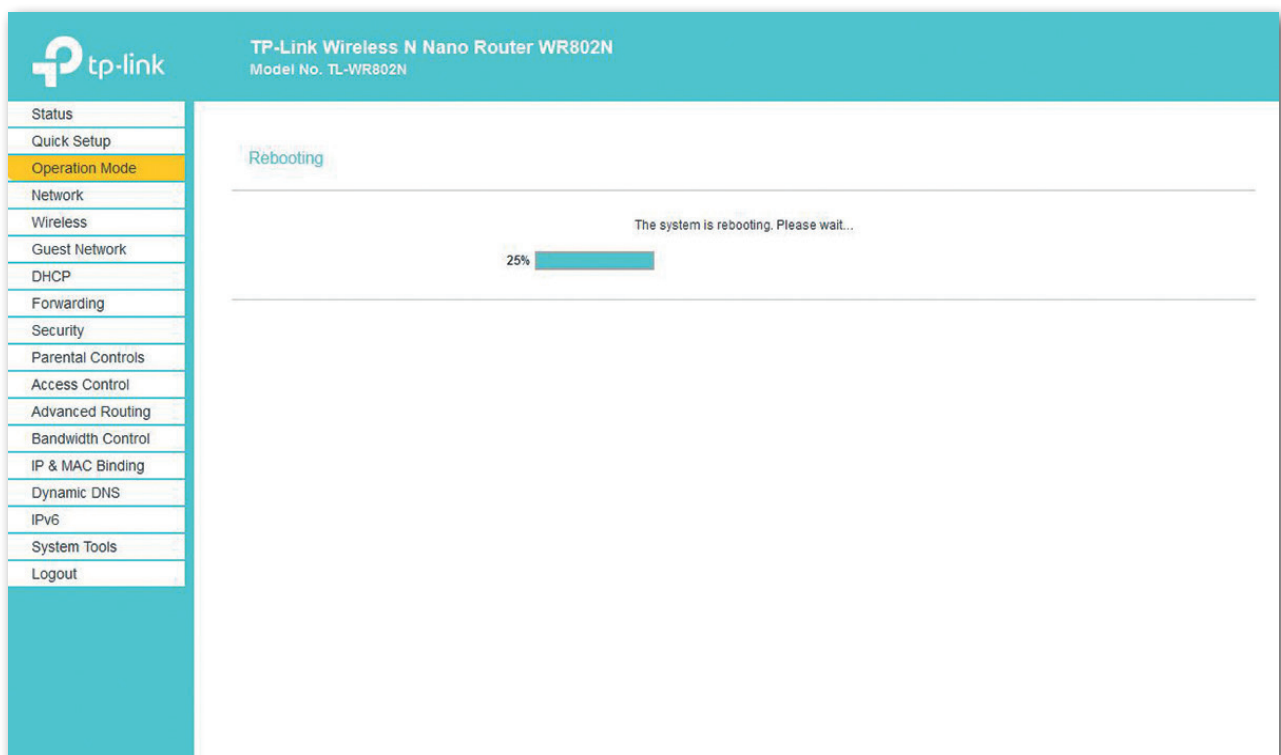 tp-link
TP-Link Wireless N Nano Router WR802N
Model No. TL-WR802N
Status
Quick Setup
Operation Mode
Network
Wireless
Guest Network
DHCP
Forwarding
Security
Parental Controls
Access Control
Advanced Routing
Bandwidth Control
IP & MAC Binding
Dynamic DNS
IPv6
System Tools
Logout
Rebooting
The system is rebooting. Please wait...
25%